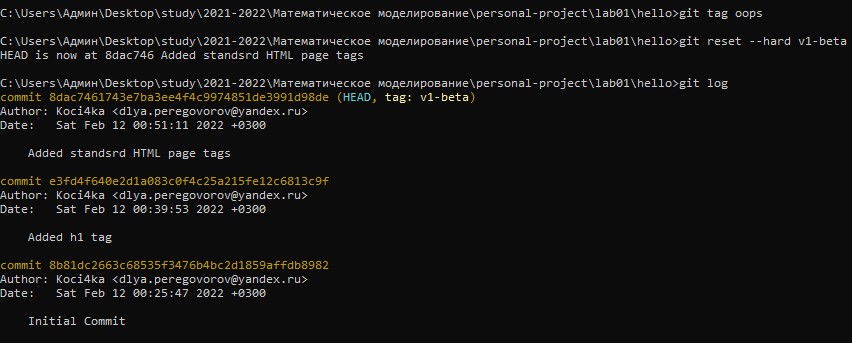 C:\Users\Админ\Desktop\study\2021-2022\Математическое моделирование\personal-project\lab01\hello>git tag oops
C:\Users\Админ\Desktop\study\2021-2022\Математическое моделирование\personal-project\lab01\hello>git reset --hard v1-beta
HEAD is now at 8dac746 Added standsrd HTML page tags
C:\Users\Админ\Desktop\study\2021-2022\Математическое моделирование\personal-project\lab01\hello>git log
commit 8dac7461743e7ba3ee4f4c9974851de3991d98de (HEAD, tag: v1-beta)
Author: Koci4ka <dlya.peregovorov@yandex.ru>
Date:   Sat Feb 12 00:51:11 2022 +0300
    Added standsrd HTML page tags
commit e3fd4f640e2d1a083c0f4c25a215fe12c6813c9f
Author: Koci4ka <dlya.peregovorov@yandex.ru>
Date:   Sat Feb 12 00:39:53 2022 +0300
    Added h1 tag
commit 8b81dc2663c68535f3476b4bc2d1859affdb8982
Author: Koci4ka <dlya.peregovorov@yandex.ru>
Date:   Sat Feb 12 00:25:47 2022 +0300
    Initial Commit